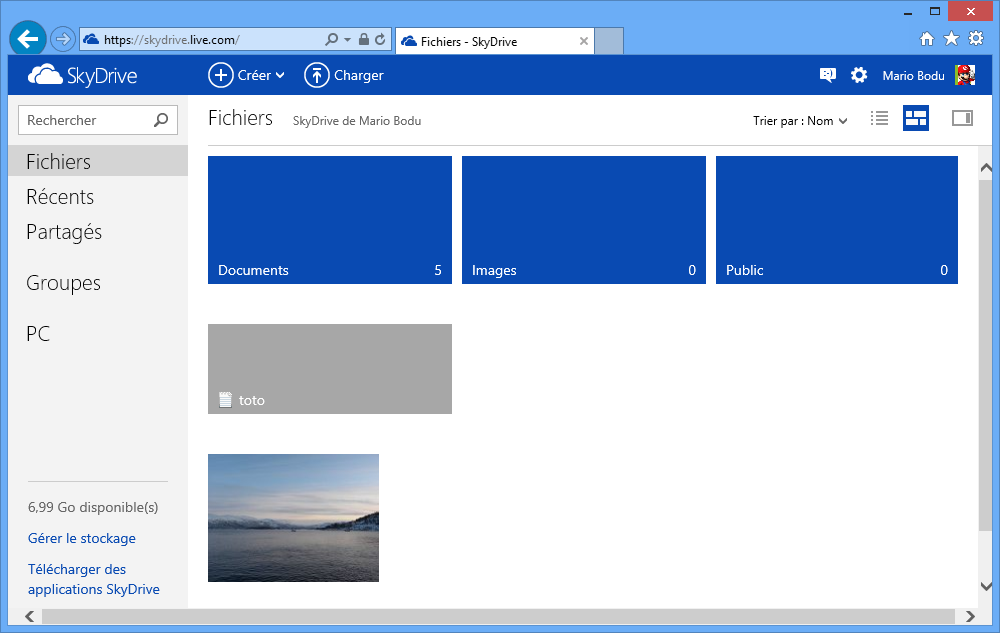 https://skydrive.live.com/
Fichiers - SkyDrive
SkyDrive
Créer
Charger
Mario Bodu
Rechercher
Fichiers
SkyDrive de Mario Bodu
Trier par : Nom
Fichiers
Récents
Partagés
Groupes
PC
Documents 5
Images 0
Public 0
toto
6,99 Go disponible(s)
Gérer le stockage
Télécharger des
applications SkyDrive